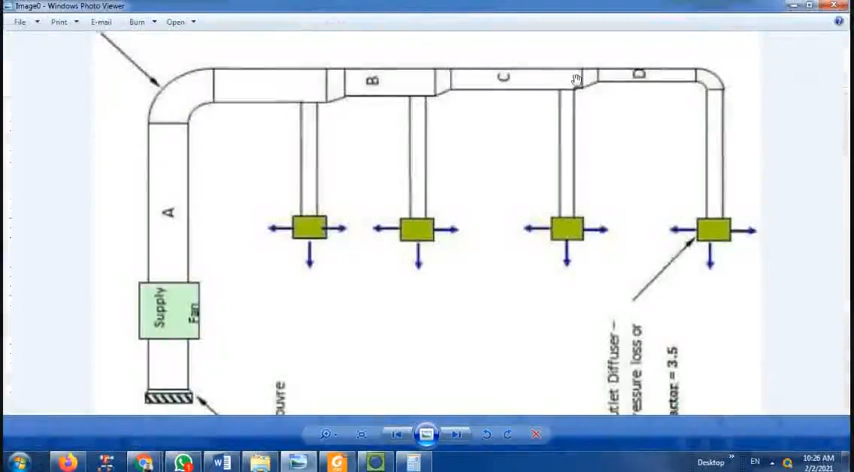 Image0 - Windows Photo Viewer
File
Print
E-mail
Burn
Open
A
B
C
D
Supply
Fan
ouvre
utlet Diffuser –
ressure loss or
actor = 3.5
Desktop
EN
10:26 AM
2/2/2021